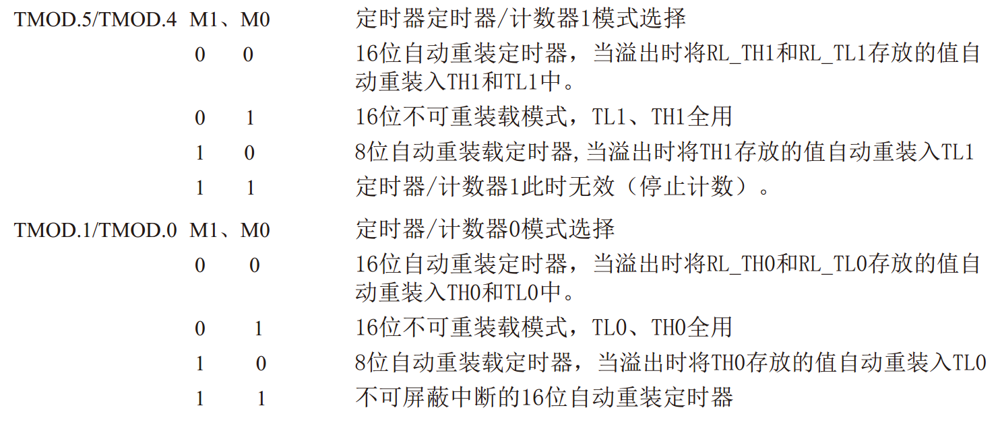 TMOD.5/TMOD.4 M1、M0 定时器定时器/计数器1模式选择
0 0 16位自动重装定时器，当溢出时将RL_TH1和RL_TL1存放的值自
动重装入TH1和TL1中。
0 1 16位不可重装载模式，TL1、TH1全用
1 0 8位自动重装载定时器,当溢出时将TH1存放的值自动重装入TL1
1 1 定时器/计数器1此时无效（停止计数）。
TMOD.1/TMOD.0 M1、M0 定时器/计数器0模式选择
0 0 16位自动重装定时器，当溢出时将RL_TH0和RL_TL0存放的值自
动重装入TH0和TL0中。
0 1 16位不可重装载模式，TL0、TH0全用
1 0 8位自动重装载定时器，当溢出时将TH0存放的值自动重装入TL0
1 1 不可屏蔽中断的16位自动重装定时器